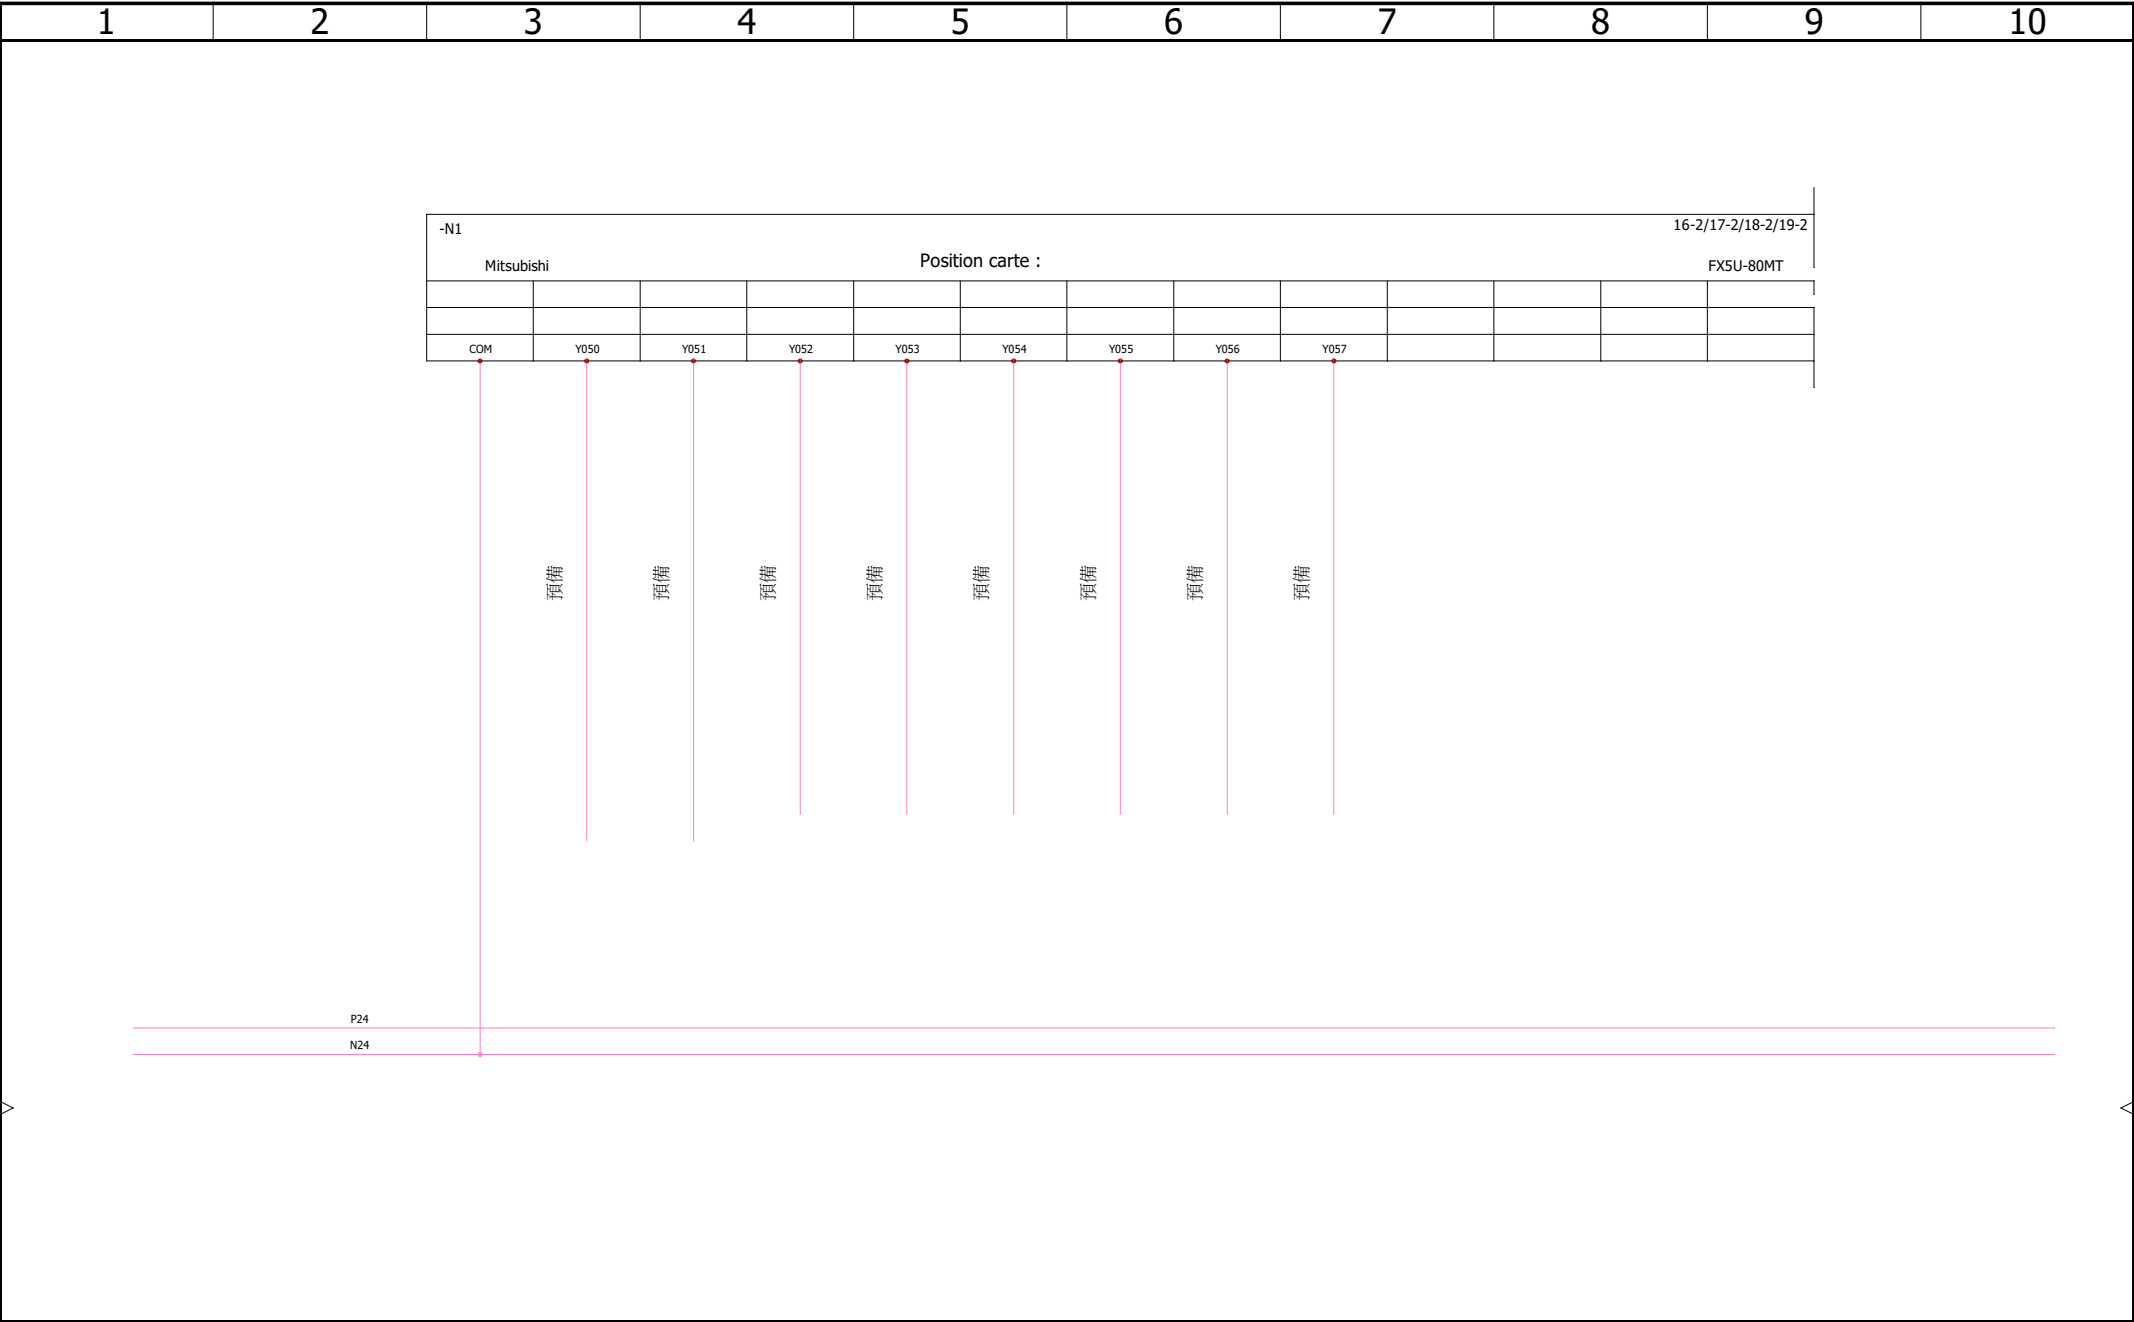 1 2 3 4 5 6 7 8 9 10
-N1 16-2/17-2/18-2/19-2
Mitsubishi Position carte : FX5U-80MT
COM Y050 Y051 Y052 Y053 Y054 Y055 Y056 Y057
預備 預備 預備 預備 預備 預備 預備 預備
P24
N24